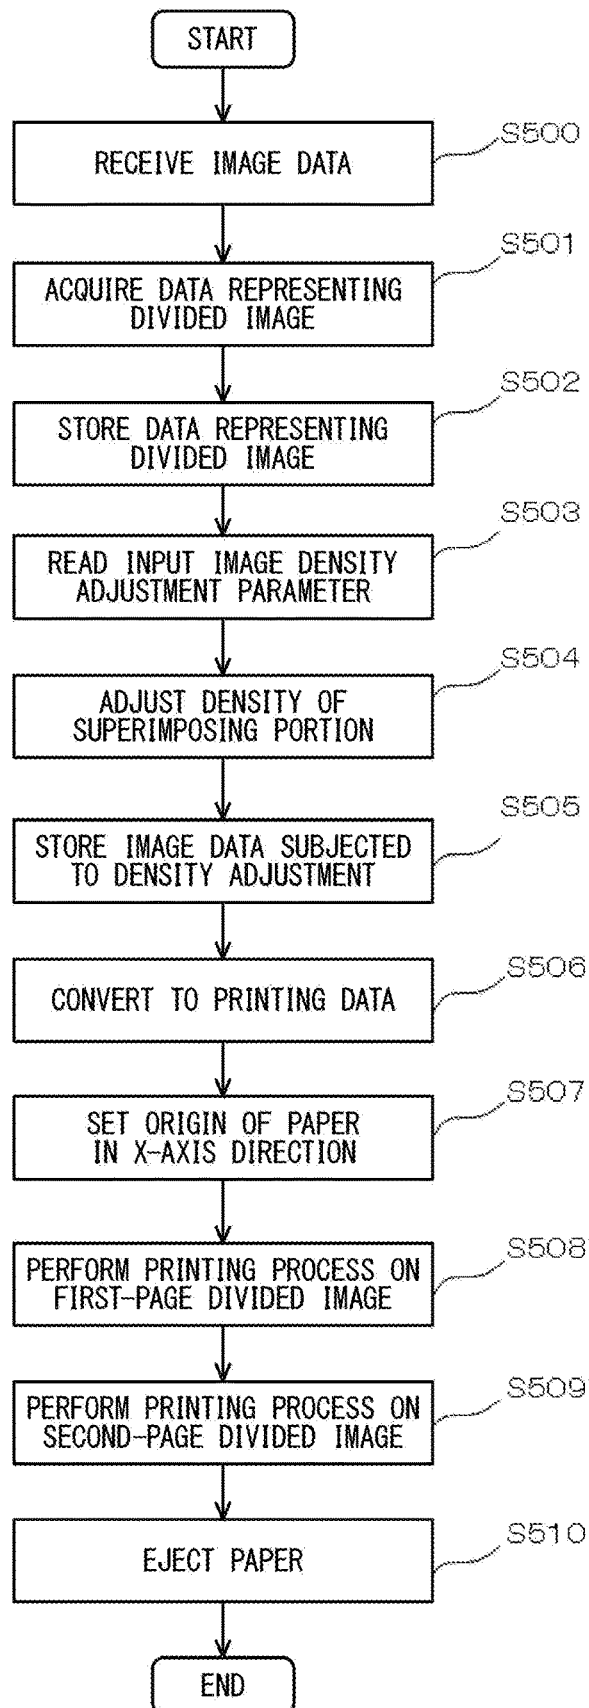 START
RECEIVE IMAGE DATA
S500
ACQUIRE DATA REPRESENTING
DIVIDED IMAGE
S501
STORE DATA REPRESENTING
DIVIDED IMAGE
S502
READ INPUT IMAGE DENSITY
ADJUSTMENT PARAMETER
S503
ADJUST DENSITY OF
SUPERIMPOSING PORTION
S504
STORE IMAGE DATA SUBJECTED
TO DENSITY ADJUSTMENT
S505
CONVERT TO PRINTING DATA
S506
SET ORIGIN OF PAPER
IN X-AXIS DIRECTION
S507
PERFORM PRINTING PROCESS ON
FIRST-PAGE DIVIDED IMAGE
S508
PERFORM PRINTING PROCESS ON
SECOND-PAGE DIVIDED IMAGE
S509
EJECT PAPER
S510
END